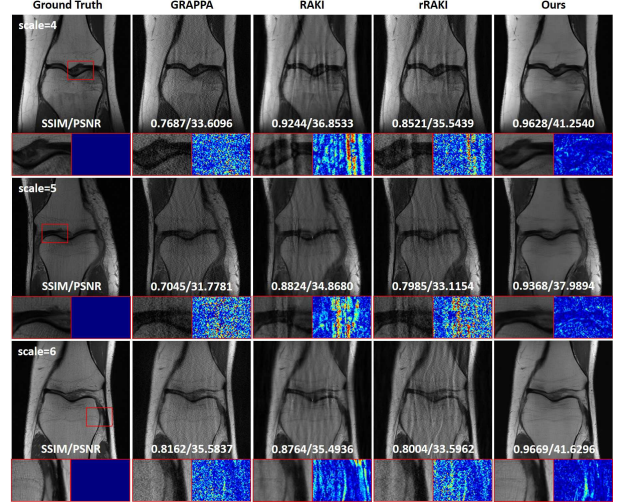 Ground Truth GRAPPA RAKI rRAKI Ours
scale=4
SSIM/PSNR 0.7687/33.6096 0.9244/36.8533 0.8521/35.5439 0.9628/41.2540
scale=5
SSIM/PSNR 0.7045/31.7781 0.8824/34.8680 0.7985/33.1154 0.9368/37.9894
scale=6
SSIM/PSNR 0.8162/35.5837 0.8764/35.4936 0.8004/33.5962 0.9669/41.6296